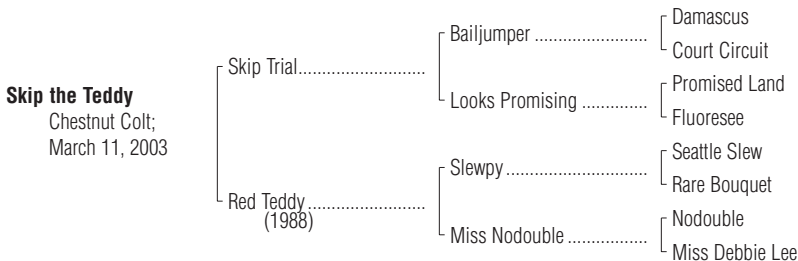 Skip the Teddy
Chestnut Colt;
March 11, 2003
Skip Trial...........................
Red Teddy.........................
(1988)
Bailjumper ........................
Looks Promising ..............
Slewpy ..............................
Miss Nodouble .................
Damascus
Court Circuit
Promised Land
Fluoresee
Seattle Slew
Rare Bouquet
Nodouble
Miss Debbie Lee